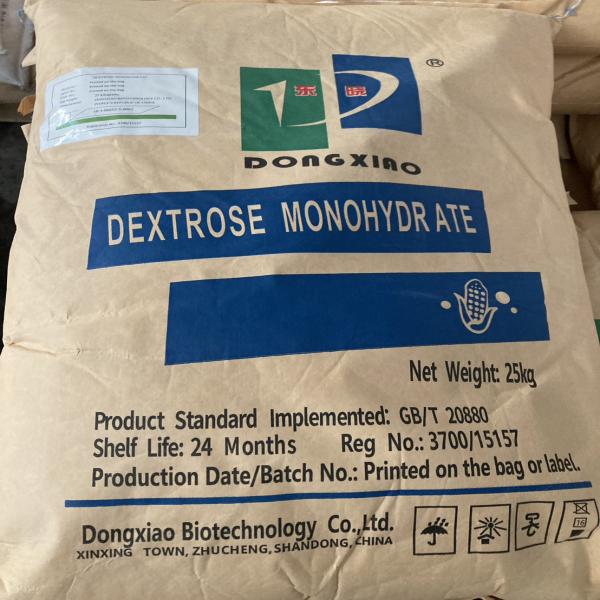 ®
东 晓
DONGXIAO
DEXTROSE MONOHYDRATE
Net Weight: 25kg
Product Standard Implemented: GB/T 20880
Shelf Life: 24 Months Reg No.: 3700/15157
Production Date/Batch No.: Printed on the bag or label.
Dongxiao Biotechnology Co.,Ltd.
XINXING TOWN, ZHUCHENG, SHANDONG, CHINA
16